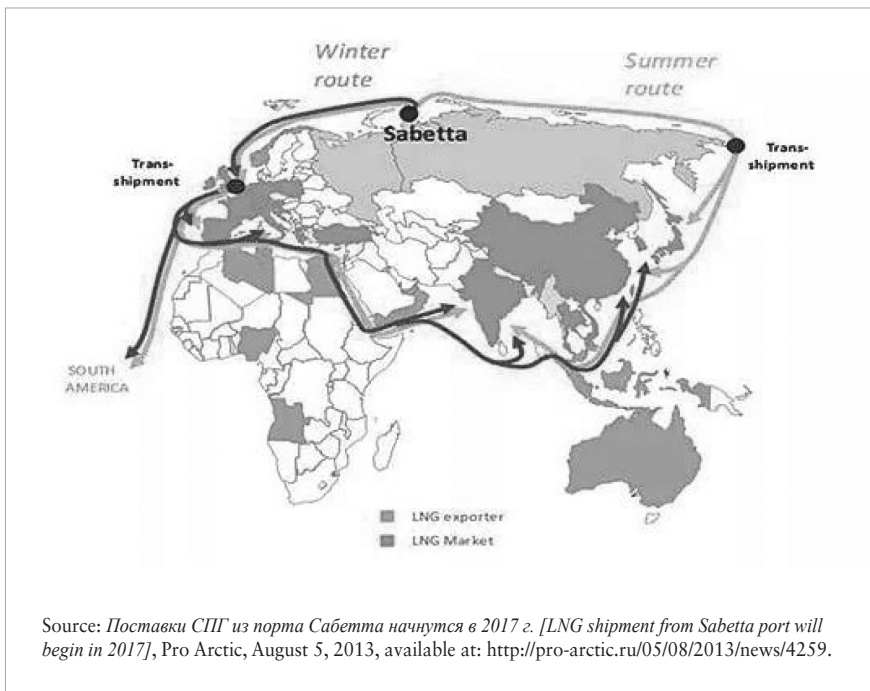 Winter
route
Summer
route
Sabetta
Trans-
shipment
Trans-
shipment
SOUTH
AMERICA
LNG exporter
LNG Market
Source: Поставки СПГ из порта Сабетта начнутся в 2017 г. [LNG shipment from Sabetta port will
begin in 2017], Pro Arctic, August 5, 2013, available at: http://pro-arctic.ru/05/08/2013/news/4259.